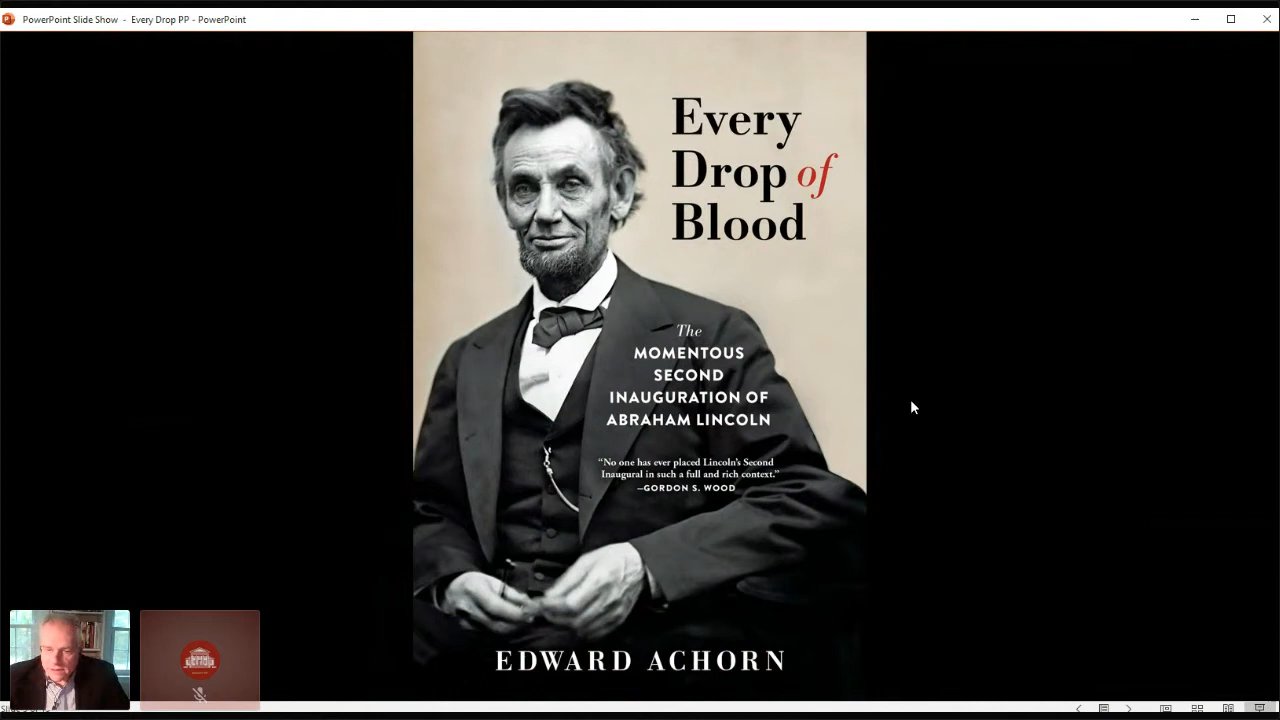 PowerPoint Slide Show - Every Drop PP - PowerPoint
Every
Drop of
Blood
The
MOMENTOUS
SECOND
INAUGURATION OF
ABRAHAM LINCOLN
“No one has ever placed Lincoln’s Second
Inaugural in such a full and rich context.”
—GORDON S. WOOD
EDWARD ACHORN